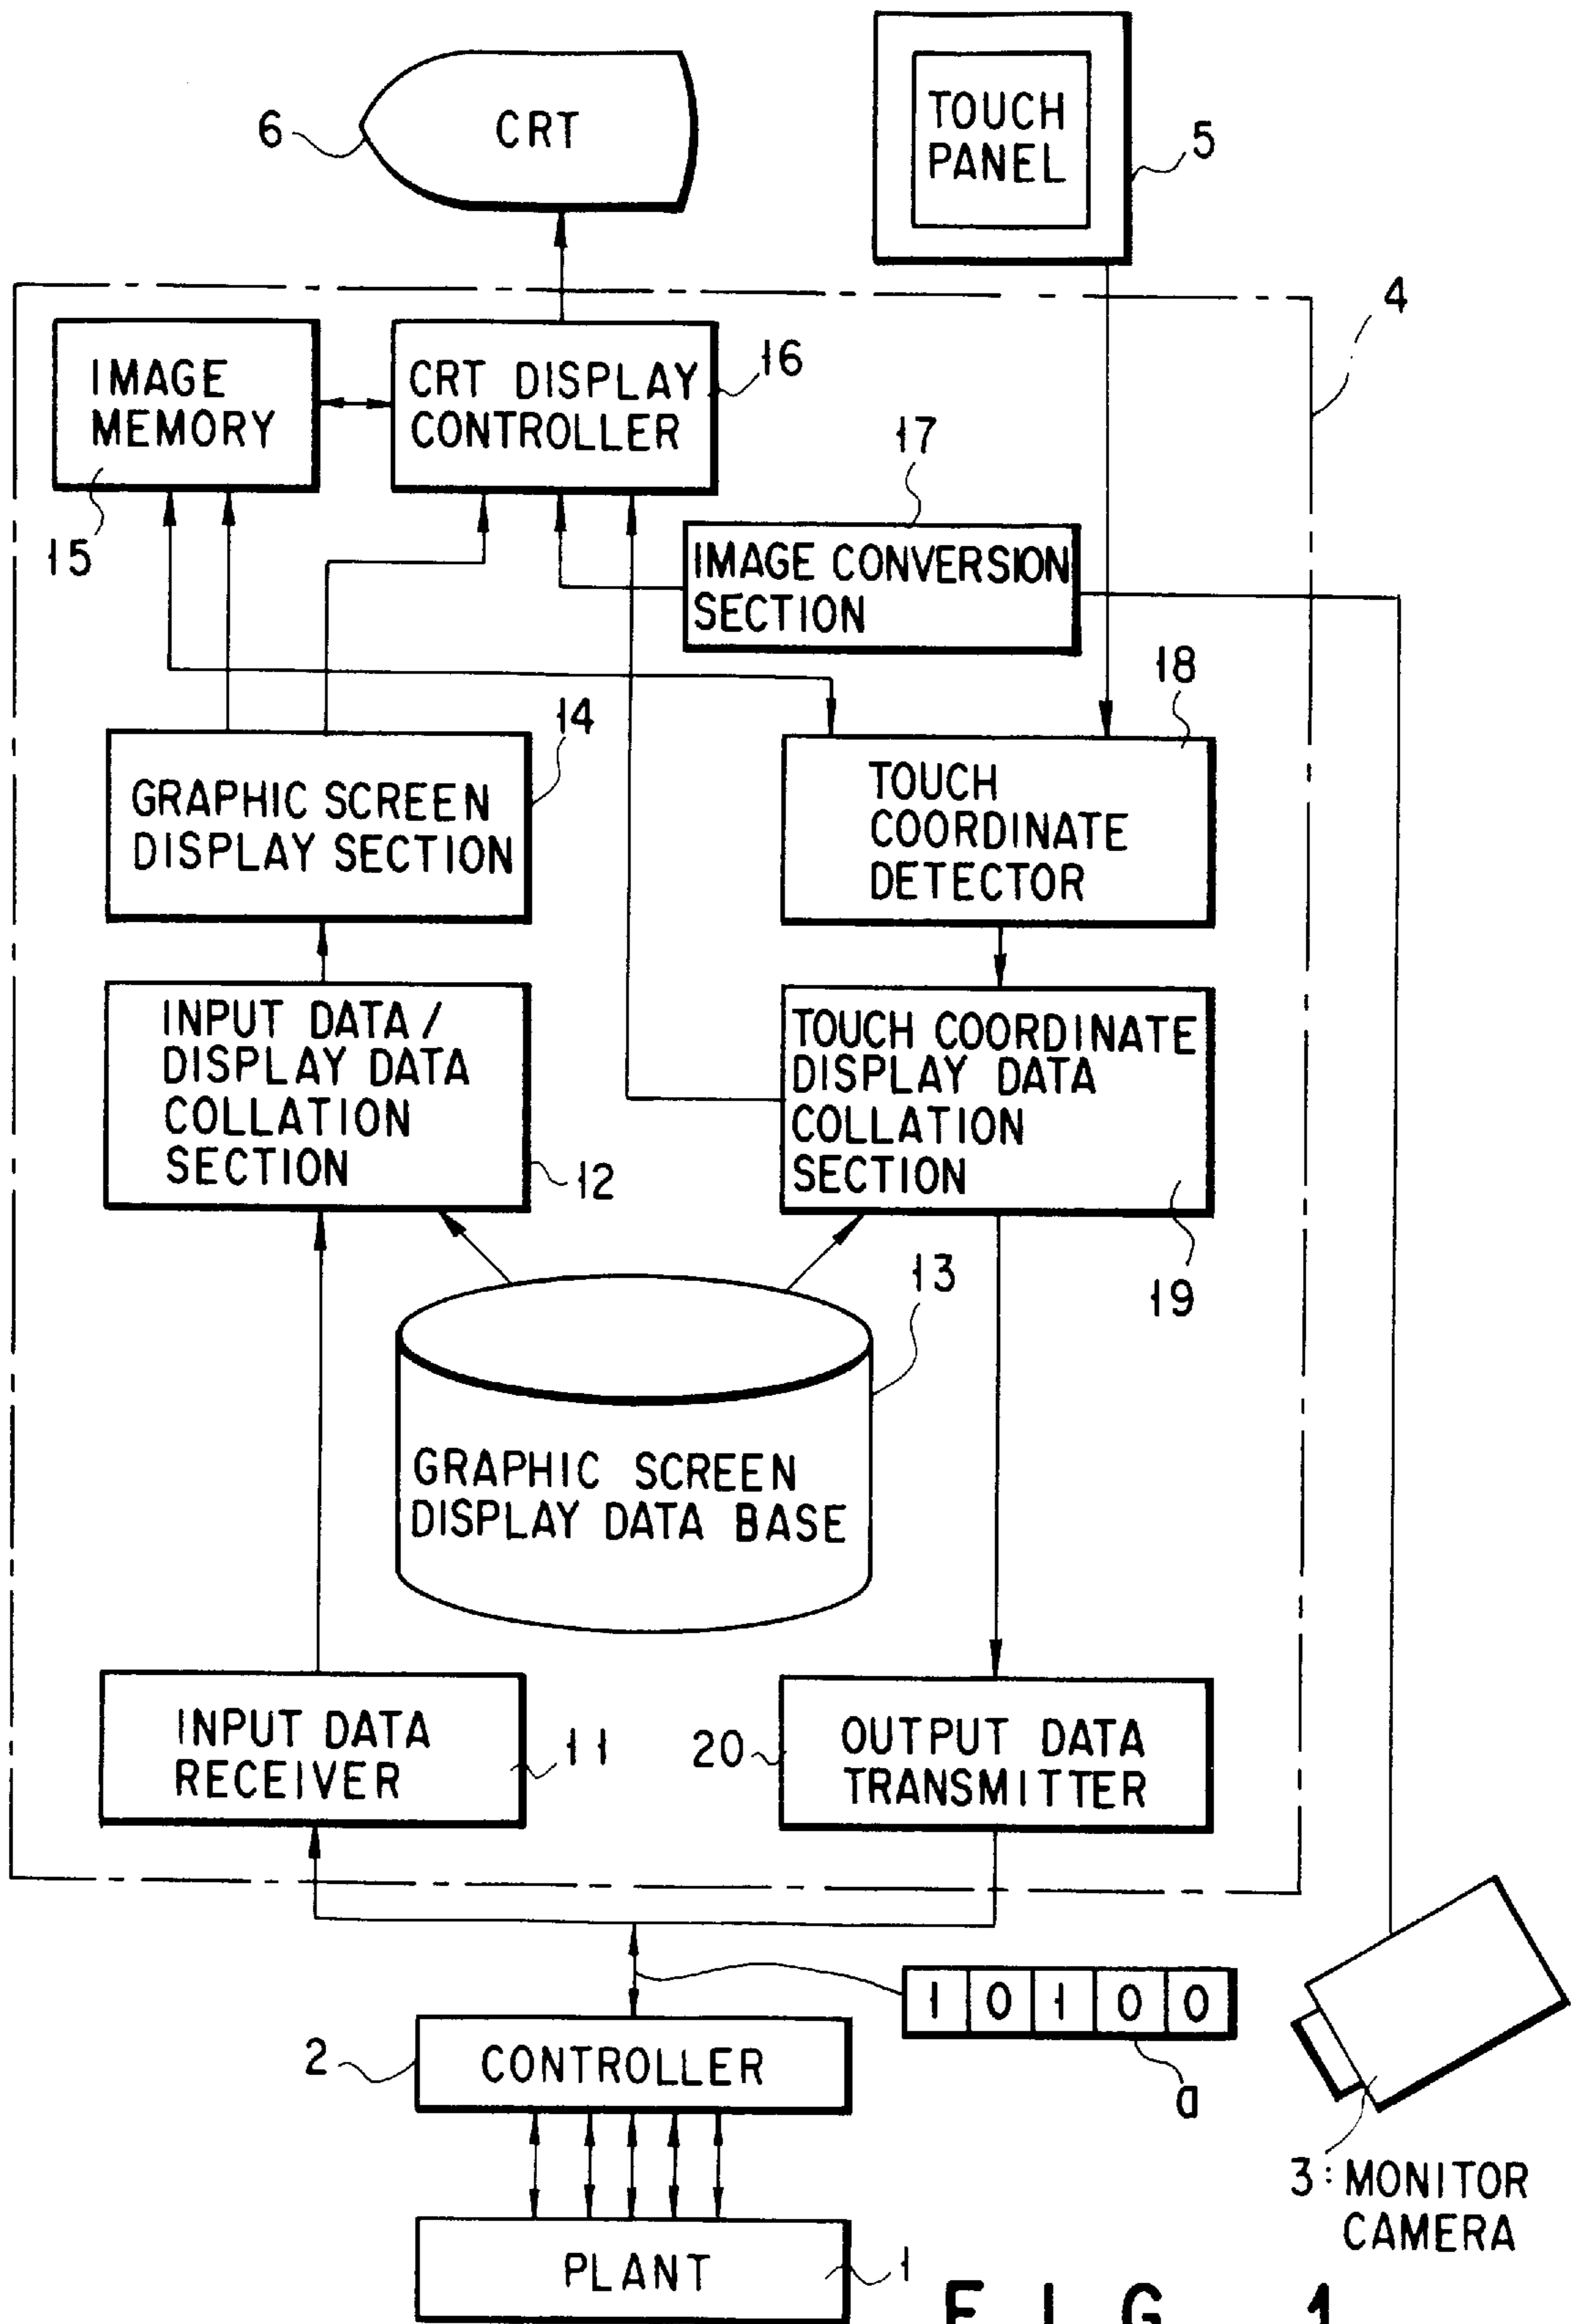 CRT
6
TOUCH
PANEL
5
4
IMAGE
MEMORY
15
CRT DISPLAY
CONTROLLER
16
17
IMAGE CONVERSION
SECTION
18
14
GRAPHIC SCREEN
DISPLAY SECTION
TOUCH
COORDINATE
DETECTOR
INPUT DATA/
DISPLAY DATA
COLLATION
SECTION
12
TOUCH COORDINATE
DISPLAY DATA
COLLATION
SECTION
19
13
GRAPHIC SCREEN
DISPLAY DATA BASE
INPUT DATA
RECEIVER
11
20
OUTPUT DATA
TRANSMITTER
1 0 1 0 0
a
2
CONTROLLER
3: MONITOR
CAMERA
PLANT
1
FIG. 1